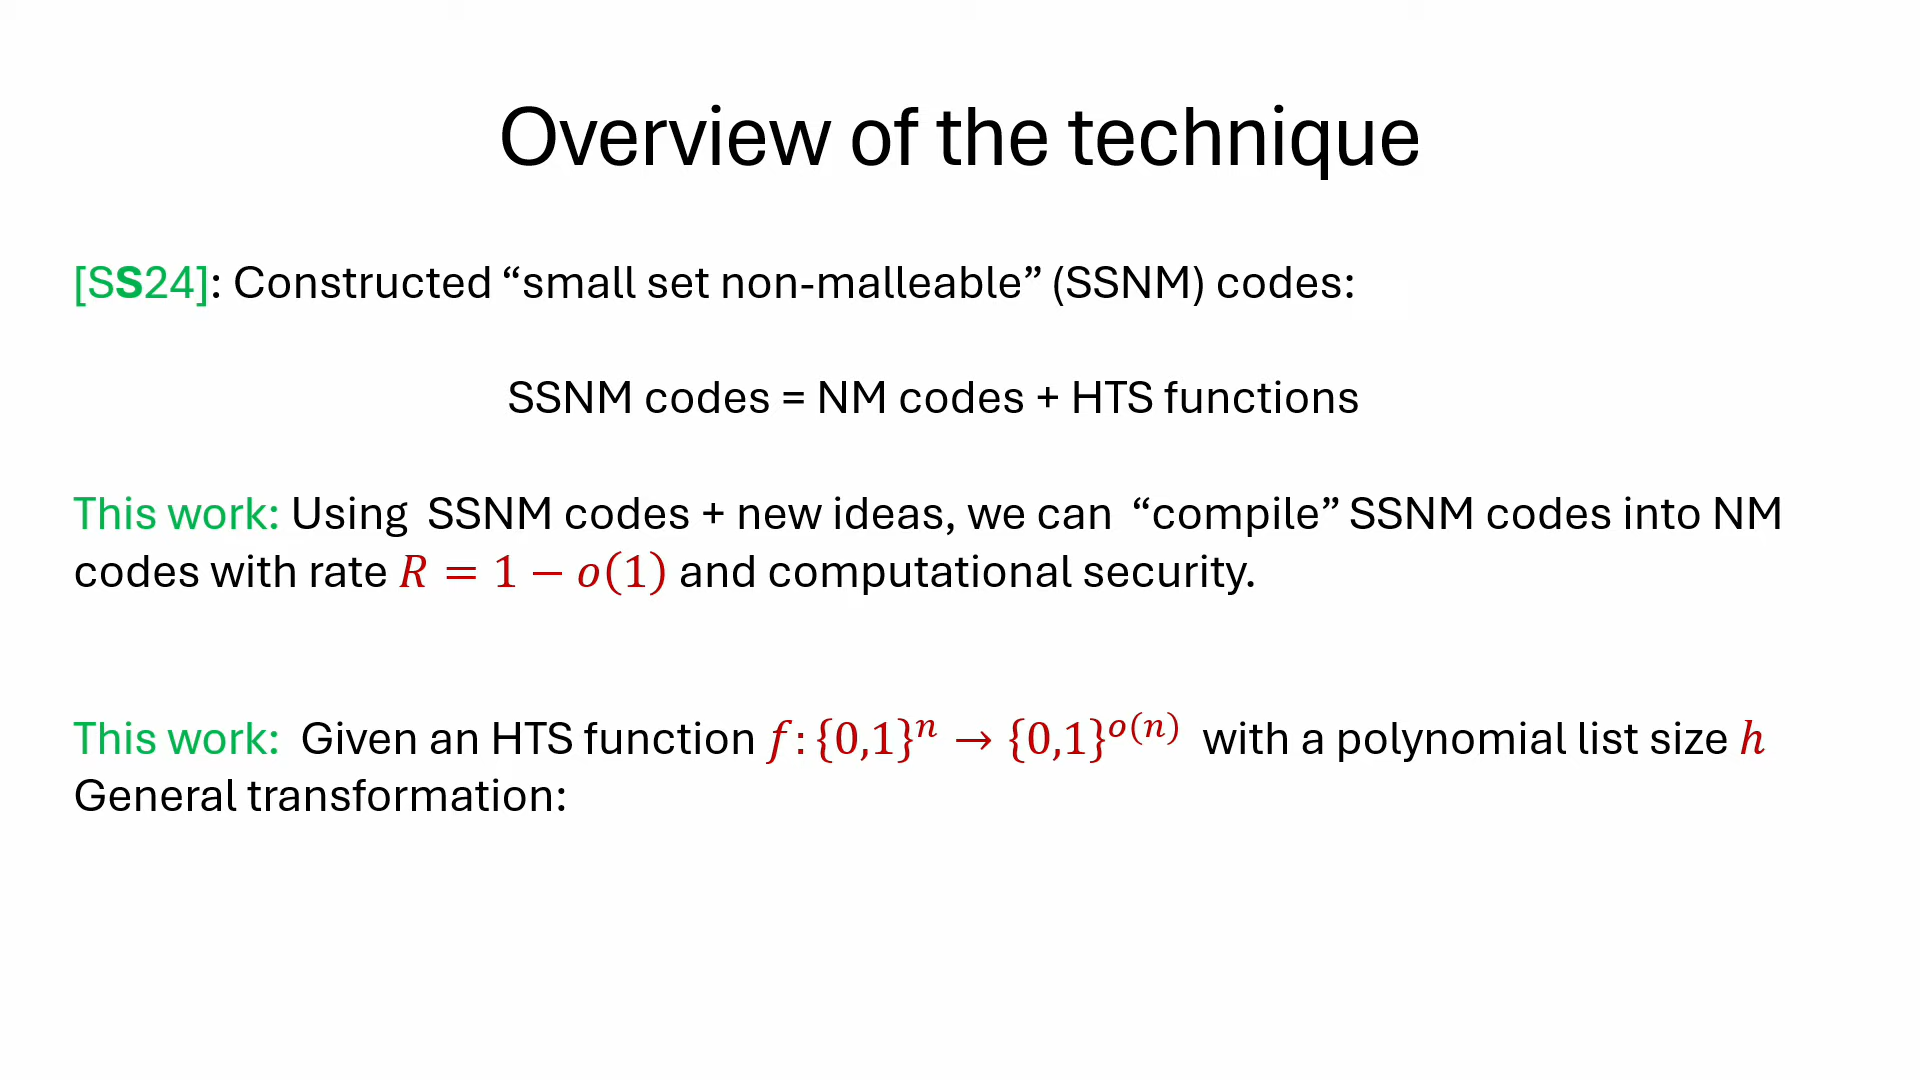 Overview of the technique
[SS24]: Constructed “small set non-malleable” (SSNM) codes:
SSNM codes = NM codes + HTS functions
This work: Using SSNM codes + new ideas, we can “compile” SSNM codes into NM
codes with rate R = 1 − o(1) and computational security.
This work: Given an HTS function f: {0,1}^n → {0,1}^{o(n)} with a polynomial list size h
General transformation: